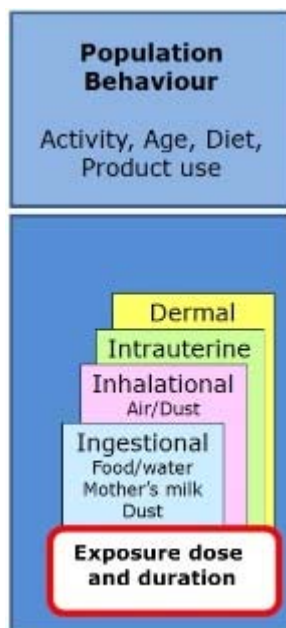 Population
Behaviour
Activity, Age, Diet,
Product use
Dermal
Intrauterine
Inhalational
Air/Dust
Ingestional
Food/water
Mother's milk
Dust
Exposure dose
and duration